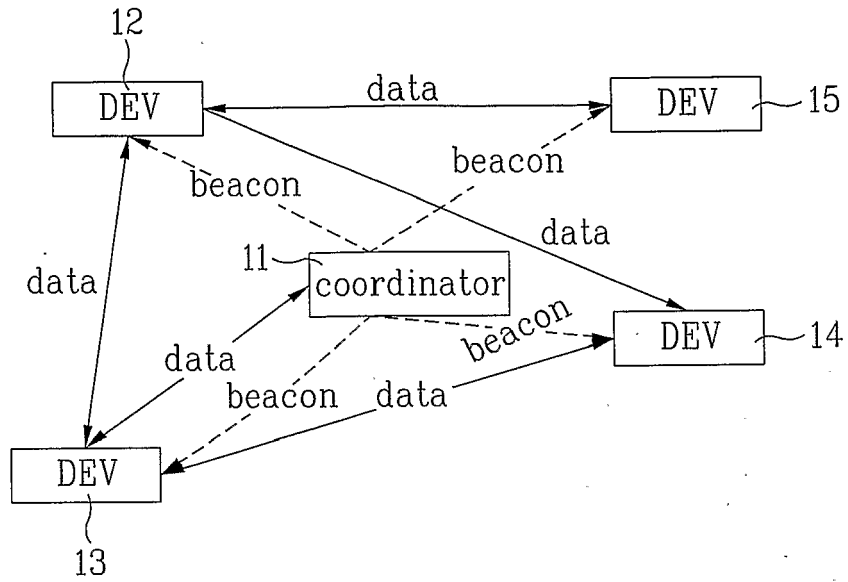 12
DEV
data
DEV
15
beacon
beacon
data
11
coordinator
data
beacon
DEV
14
data
beacon
data
DEV
13